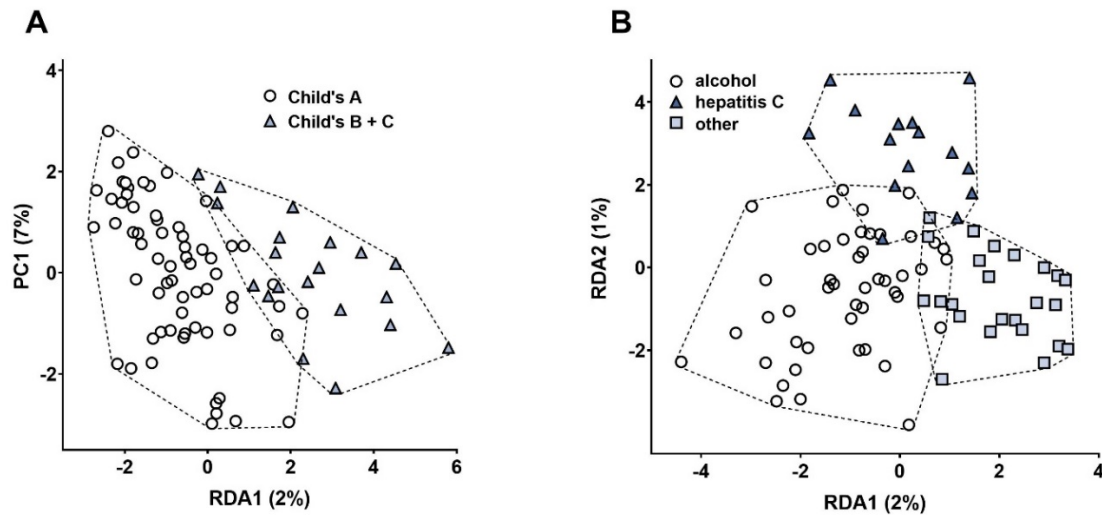 A
PC1 (7%)
4
2
0
-2
Child's A
Child's B + C
-2
0
2
4
6
RDA1 (2%)
B
RDA2 (1%)
4
2
0
-2
alcohol
hepatitis C
other
-4
-2
0
2
4
RDA1 (2%)